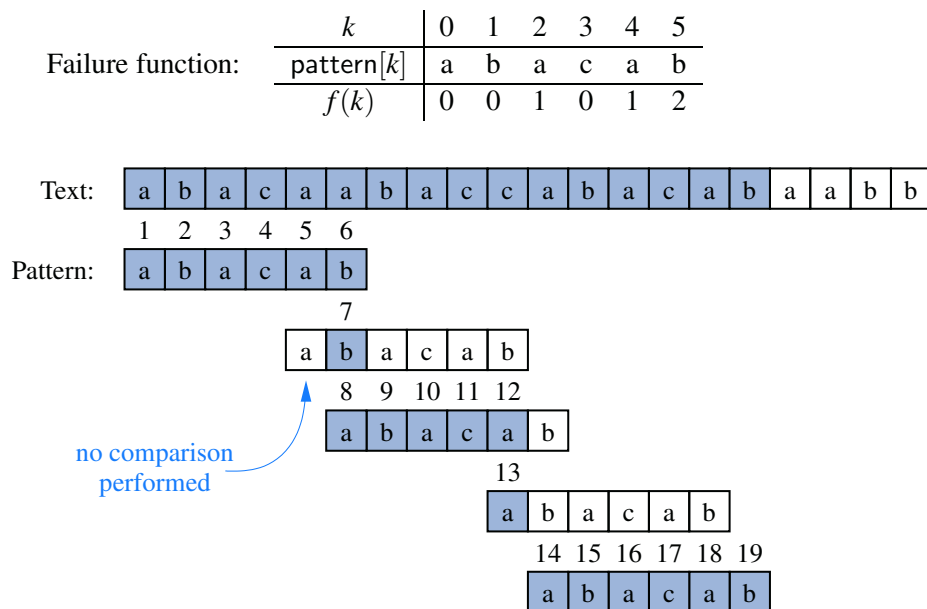 k 0 1 2 3 4 5
Failure function: pattern[k] a b a c a b
f(k) 0 0 1 0 1 2
Text: a b a c a a b a c c a b a c a b a a b b
1 2 3 4 5 6
Pattern: a b a c a b
7
a b a c a b
8 9 10 11 12
a b a c a b
no comparison
performed
13
a b a c a b
14 15 16 17 18 19
a b a c a b